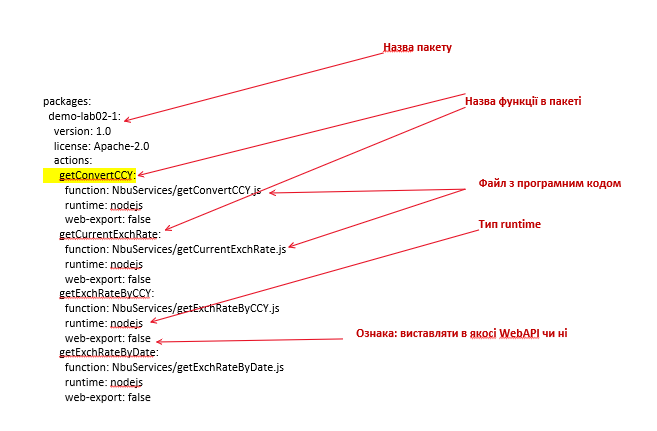 Назва пакету
packages:
Назва функції в пакеті
demo-lab02-1:
version: 1.0
license: Apache-2.0
actions:
getConvertCCY:
Файл з програмним кодом
function: NbuServices/getConvertCCY.js
runtime: nodejs
web-export: false
Тип runtime
getCurrentExchRate:
function: NbuServices/getCurrentExchRate.js
runtime: nodejs
web-export: false
getExchRateByCCY:
function: NbuServices/getExchRateByCCY.js
runtime: nodejs
Ознака: виставляти в якосі WebAPI чи ні
web-export: false
getExchRateByDate:
function: NbuServices/getExchRateByDate.js
runtime: nodejs
web-export: false